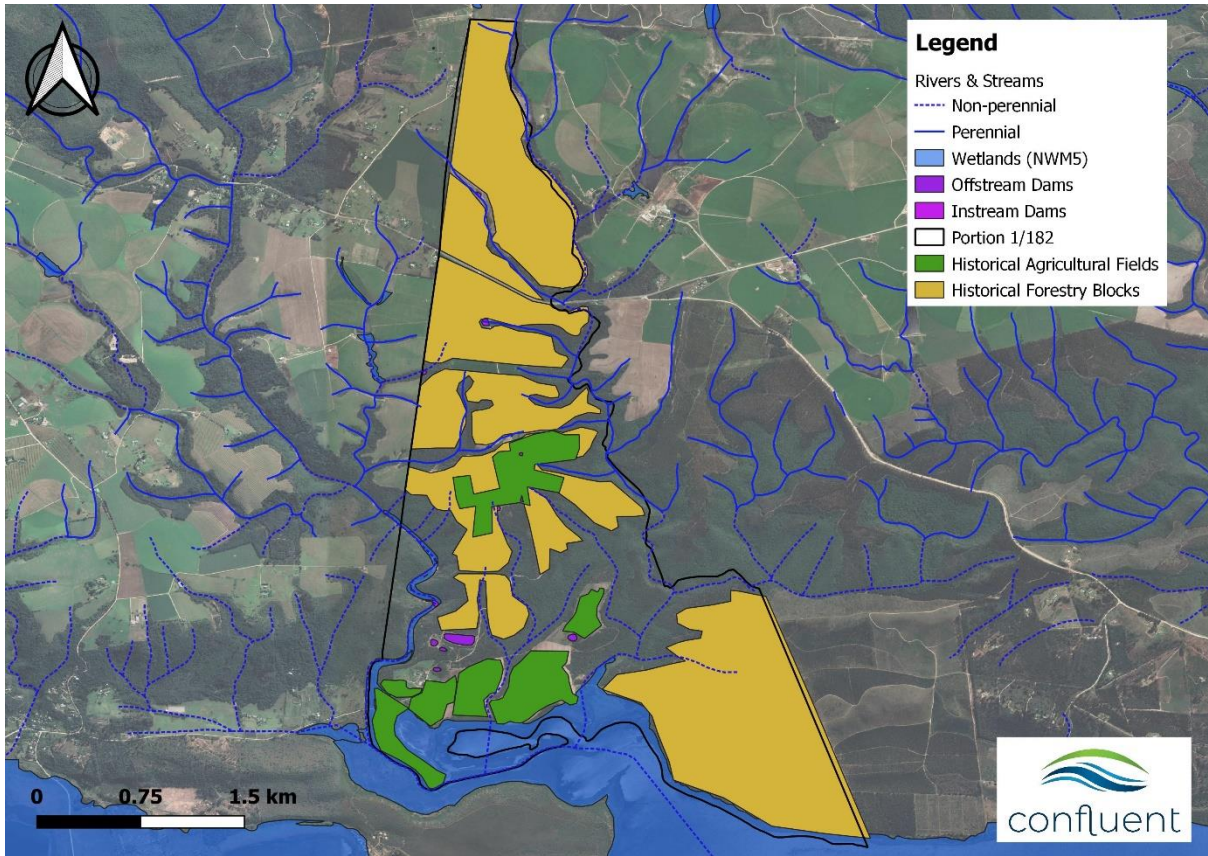 Legend
Rivers & Streams
Non-perennial
Perennial
Wetlands (NWM5)
Offstream Dams
Instream Dams
Portion 1/182
Historical Agricultural Fields
Historical Forestry Blocks
0 0.75 1.5 km
confluent